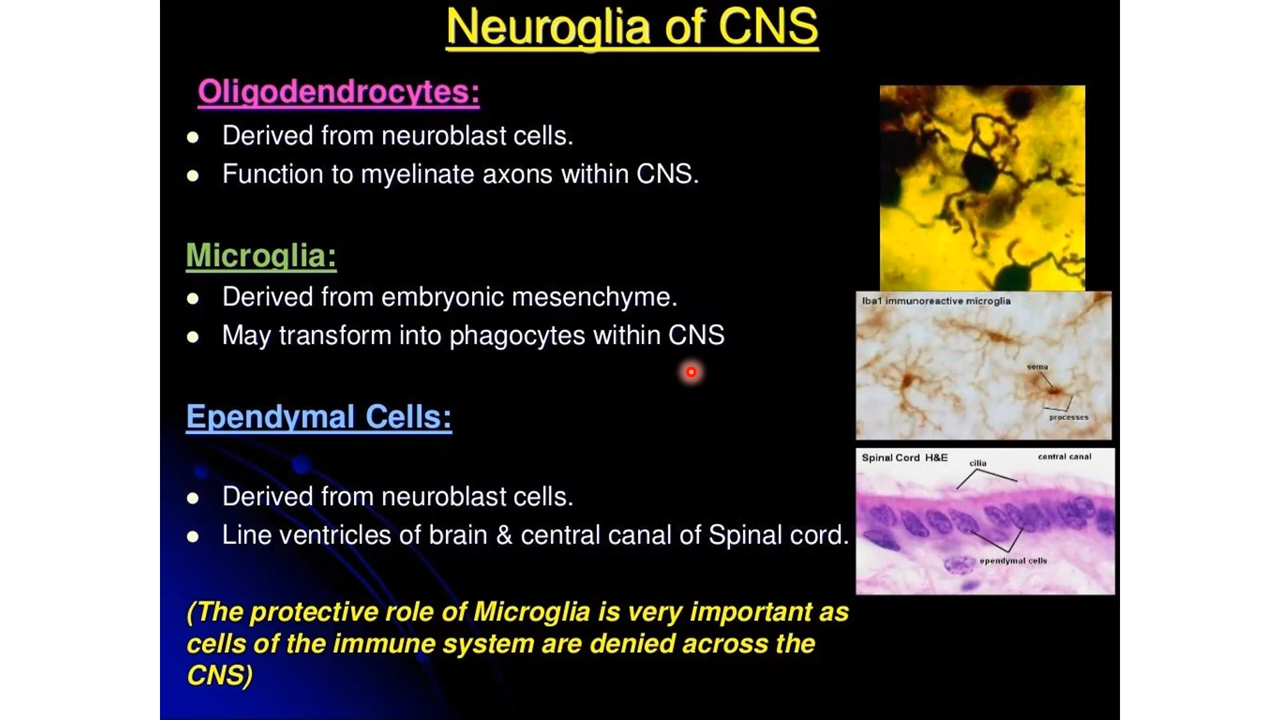 Neuroglia of CNS
Oligodendrocytes:
● Derived from neuroblast cells.
● Function to myelinate axons within CNS.
Microglia:
● Derived from embryonic mesenchyme.
● May transform into phagocytes within CNS
Ependymal Cells:
● Derived from neuroblast cells.
● Line ventricles of brain & central canal of Spinal cord.
(The protective role of Microglia is very important as
cells of the immune system are denied across the
CNS)
Iba1 immunoreactive microglia
soma
processes
Spinal Cord H&E
cilia
central canal
ependymal cells